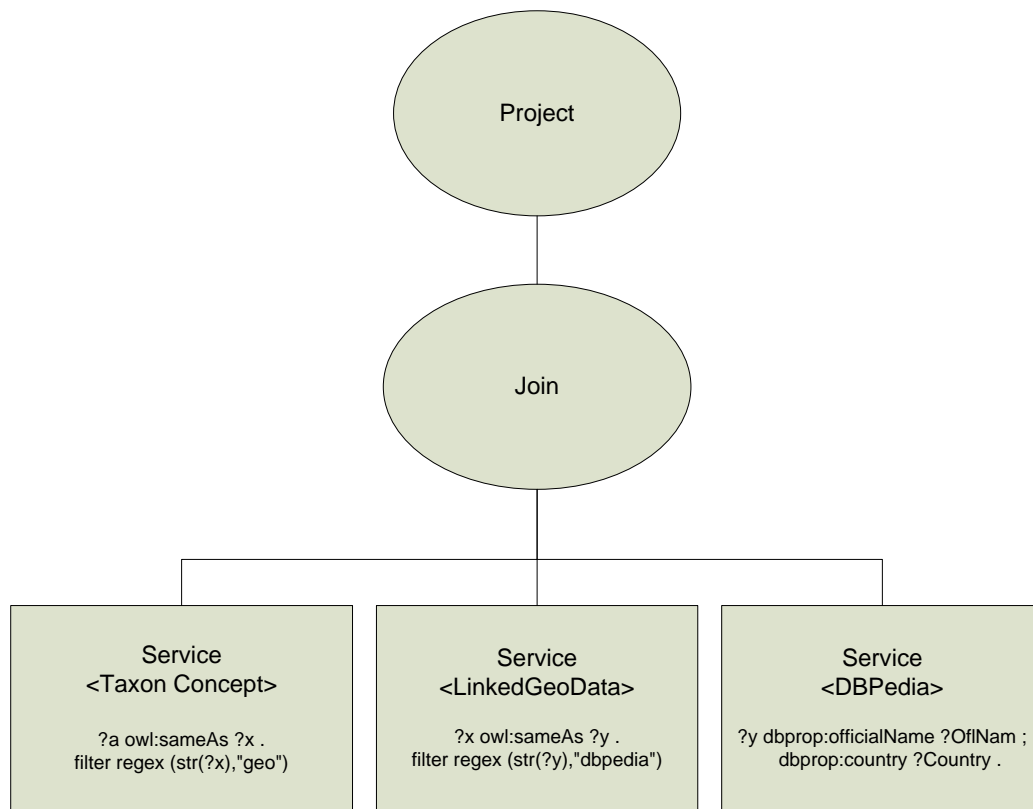 Project
Join
Service
<Taxon Concept>
?a owl:sameAs ?x .
filter regex (str(?x),"geo")
Service
<LinkedGeoData>
?x owl:sameAs ?y .
filter regex (str(?y),"dbpedia")
Service
<DBPedia>
?y dbprop:officialName ?OflNam ;
dbprop:country ?Country .